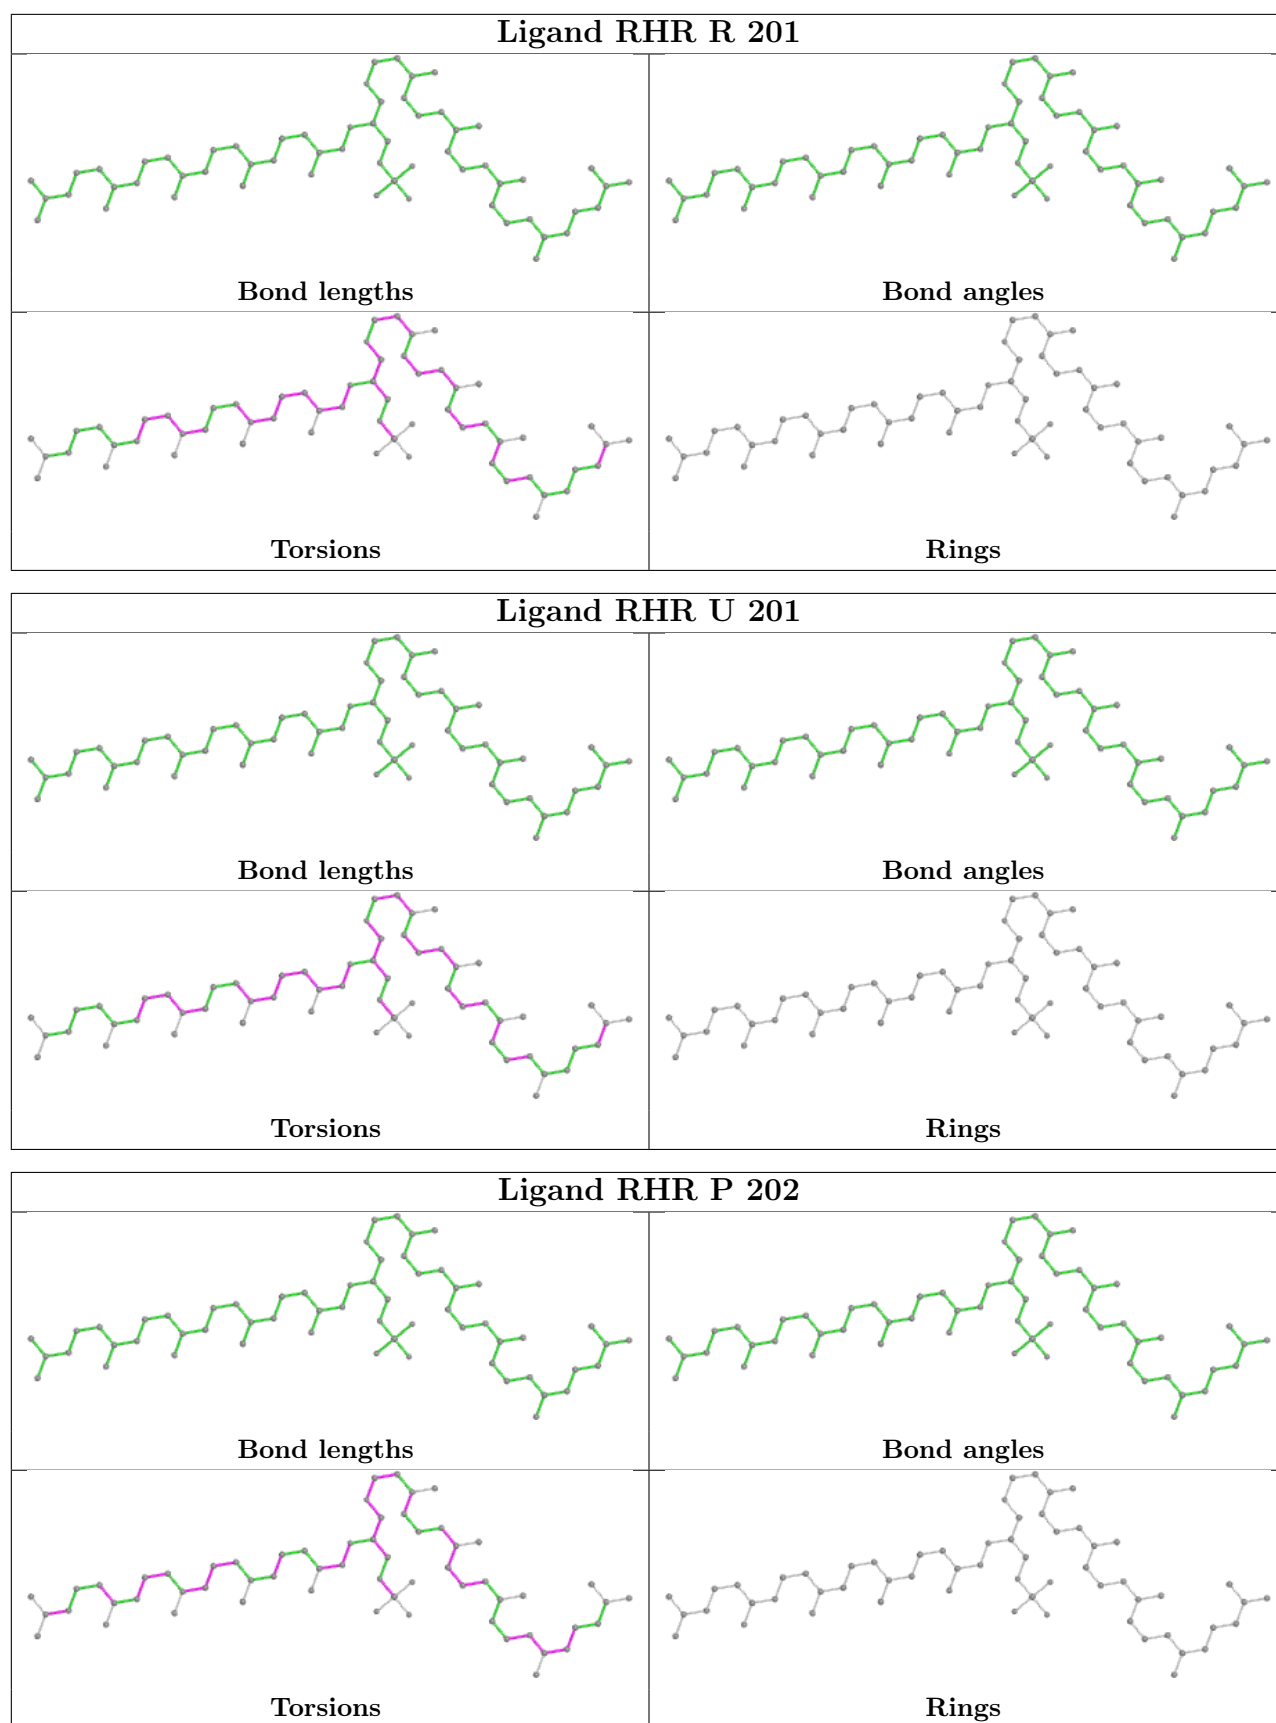 Ligand RHR R 201
Bond lengths
Bond angles
Torsions
Rings
Ligand RHR U 201
Bond lengths
Bond angles
Torsions
Rings
Ligand RHR P 202
Bond lengths
Bond angles
Torsions
Rings